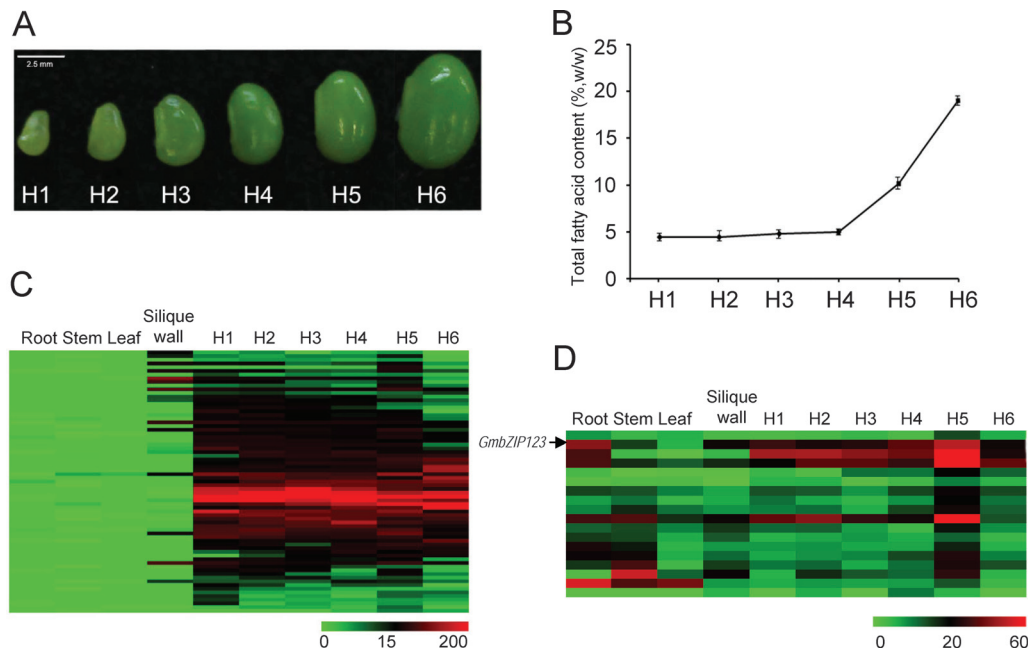 A
2.5 mm
H1 H2 H3 H4 H5 H6
B
Total fatty acid content (%,w/w)
25
20
15
10
5
0
H1 H2 H3 H4 H5 H6
C
Root Stem Leaf Silique wall H1 H2 H3 H4 H5 H6
0 15 200
D
Root Stem Leaf Silique wall H1 H2 H3 H4 H5 H6
GmbZIP123
0 20 60